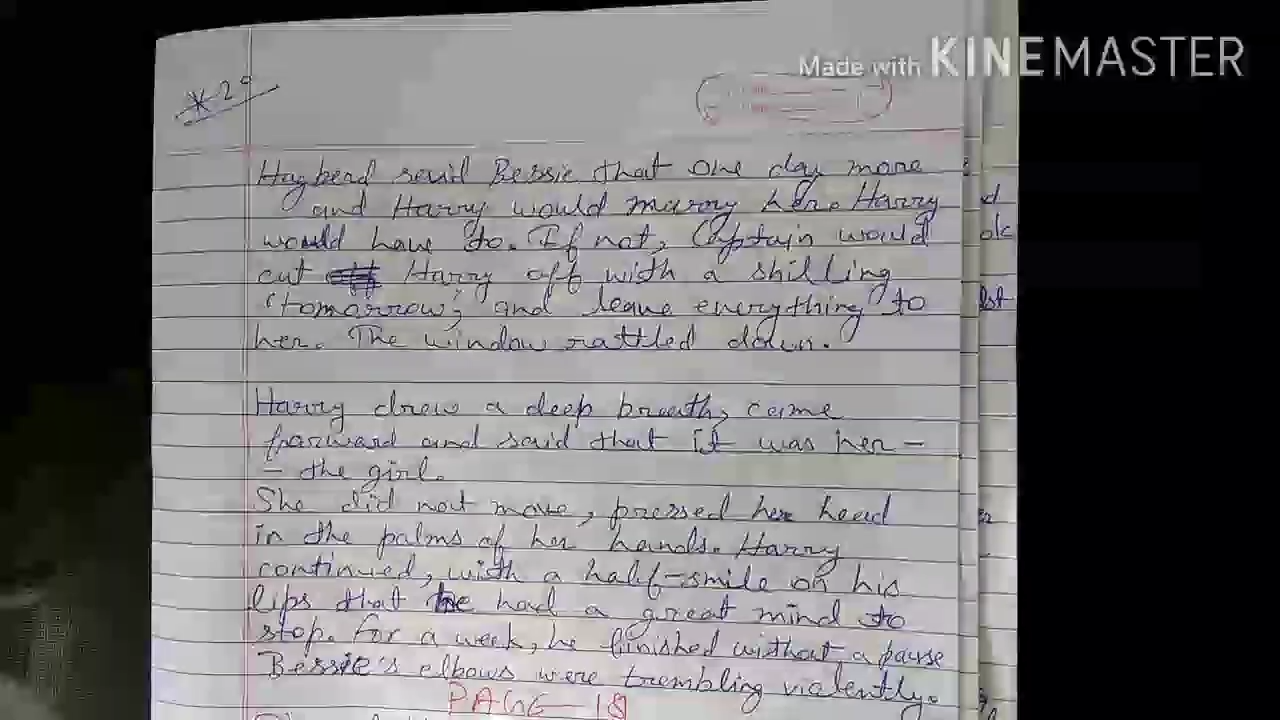 Made with KINEMASTER
*-29
Hagberd said Bessie that one day more
and Harry would marry her. Harry
would have to. If not, Captain would
cut Harry off with a shilling
'tomorrow', and leave everything to
her. The window rattled down.
Harry drew a deep breath, came
farward and said that it was her -
- the girl.
She did not move, pressed her head
in the palms of her hands. Harry
continued, with a half-smile on his
lips that he had a great mind to
stop. For a week, he finished without a pause
Bessie's elbows were trembling violently.
PAGE-18